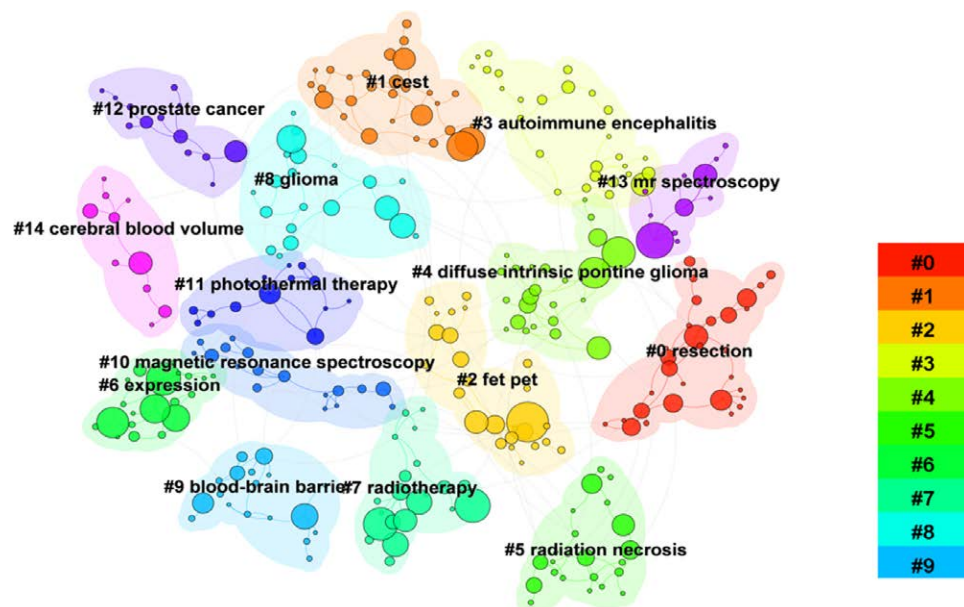 #1 cest
#12 prostate cancer
#3 autoimmune encephalitis
#8 glioma
#13 mr spectroscopy
#14 cerebral blood volume
#4 diffuse intrinsic pontine glioma
#11 photothermal therapy
#0 resection
#10 magnetic resonance spectroscopy
#6 expression
#2 fet pet
#9 blood-brain barrie
#7 radiotherapy
#5 radiation necrosis
#0
#1
#2
#3
#4
#5
#6
#7
#8
#9